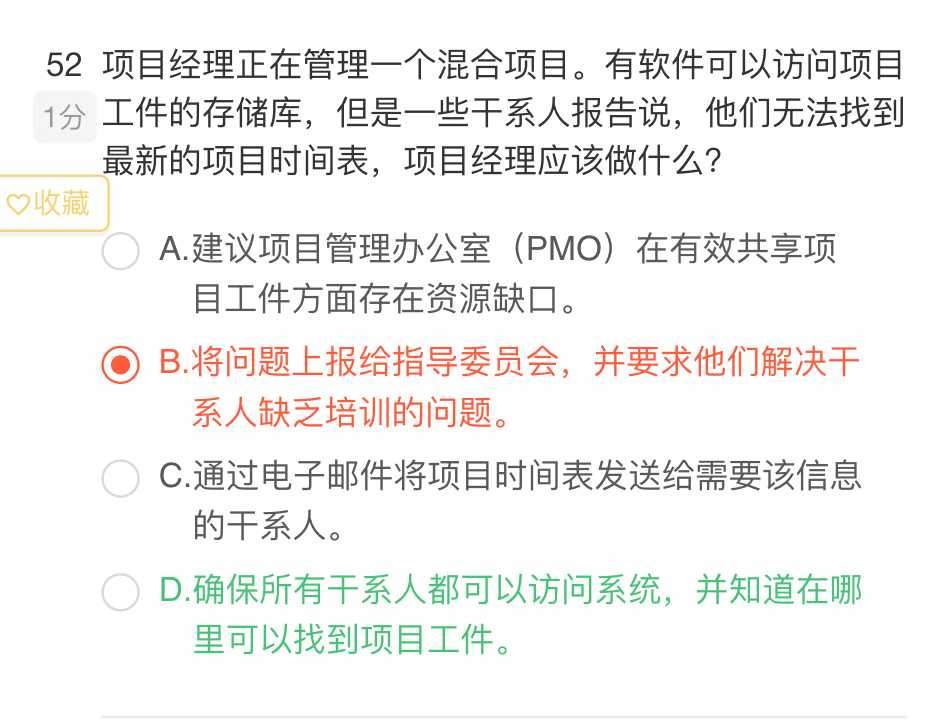 52 项目经理正在管理一个混合项目。有软件可以访问项目
1分 工件的存储库，但是一些干系人报告说，他们无法找到
最新的项目时间表，项目经理应该做什么？
♡收藏
A.建议项目管理办公室（PMO）在有效共享项
目工件方面存在资源缺口。
B.将问题上报给指导委员会，并要求他们解决干
系人缺乏培训的问题。
C.通过电子邮件将项目时间表发送给需要该信息
的干系人。
D.确保所有干系人都可以访问系统，并知道在哪
里可以找到项目工件。